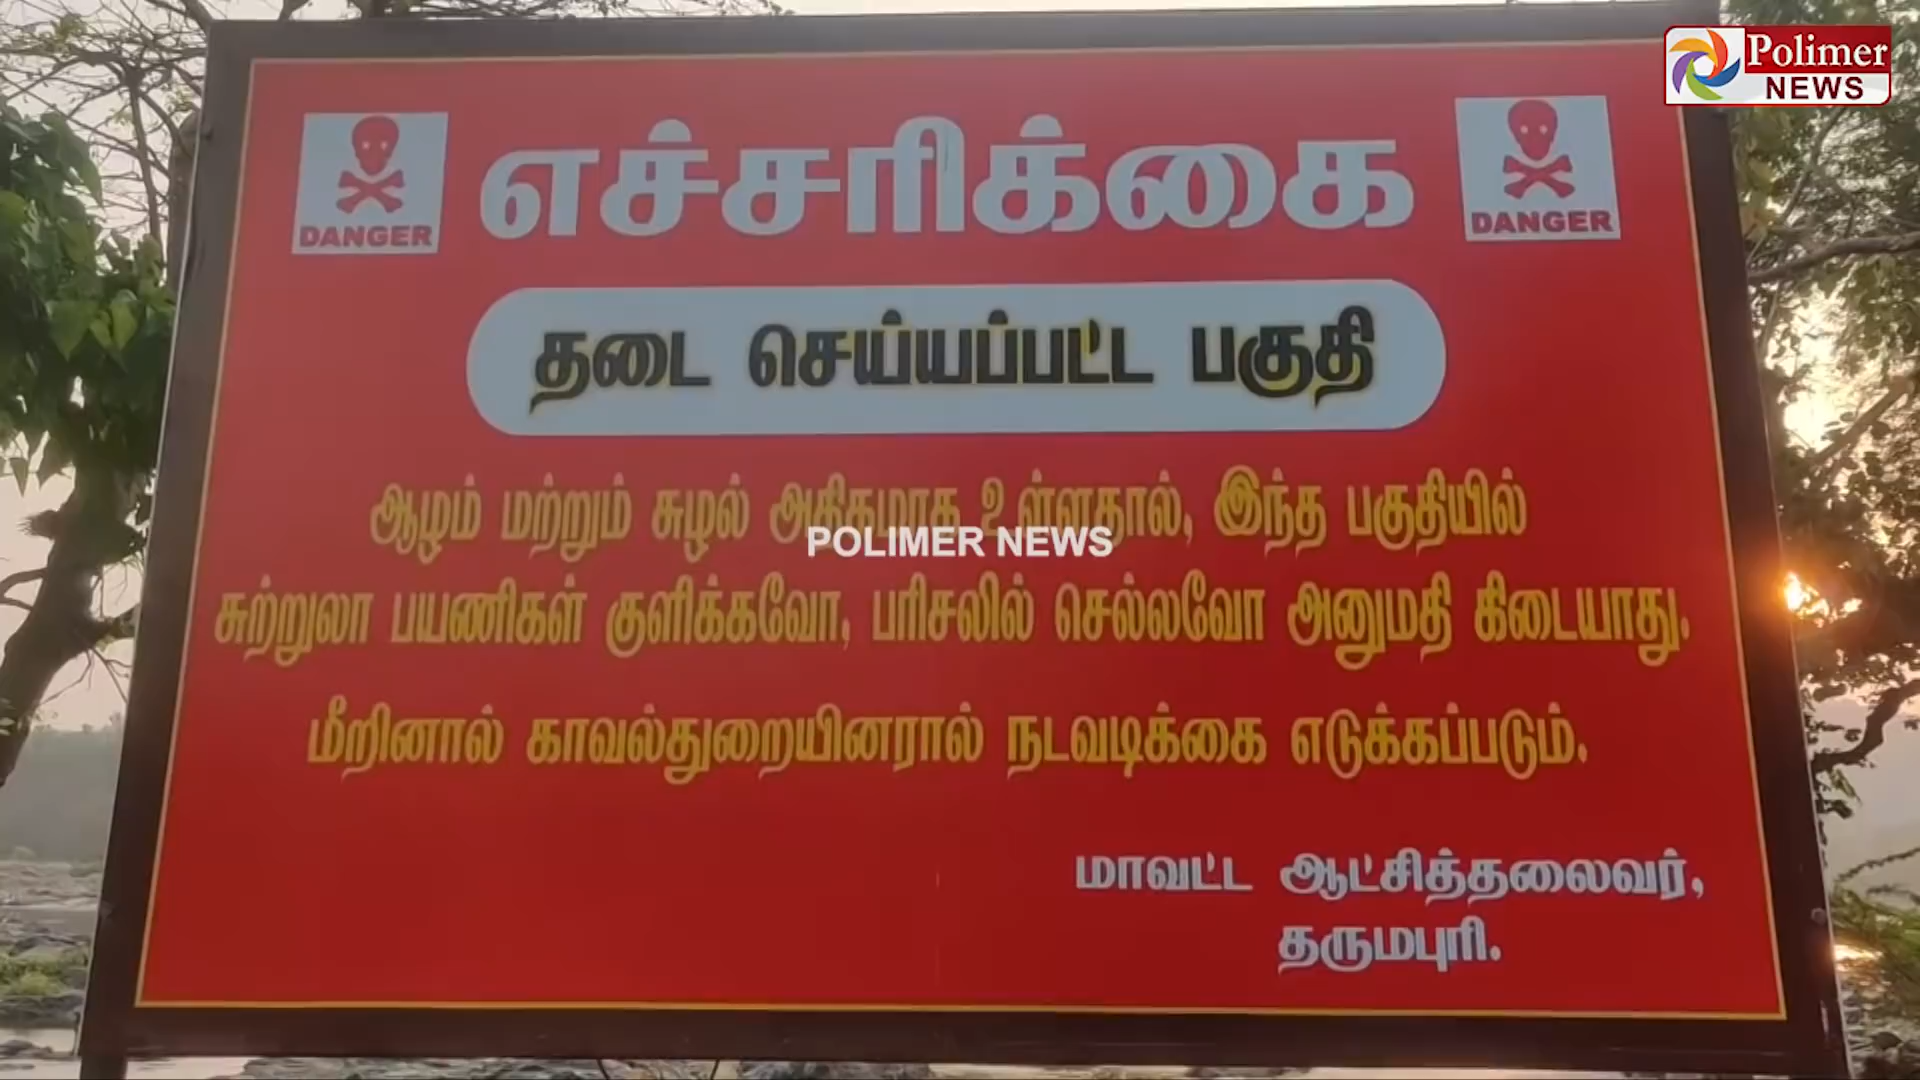 Polimer
NEWS
எச்சரிக்கை
DANGER
DANGER
தடை செய்யப்பட்ட பகுதி
ஆழம் மற்றும் சுழல் அதிகமாக உள்ளதால், இந்த பகுதியில்
POLIMER NEWS
சுற்றுலா பயணிகள் குளிக்கவோ, பரிசலில் செல்லவோ அனுமதி கிடையாது.
மீறினால் காவல்துறையினரால் நடவடிக்கை எடுக்கப்படும்.
மாவட்ட ஆட்சித்தலைவர்,
தருமபுரி.